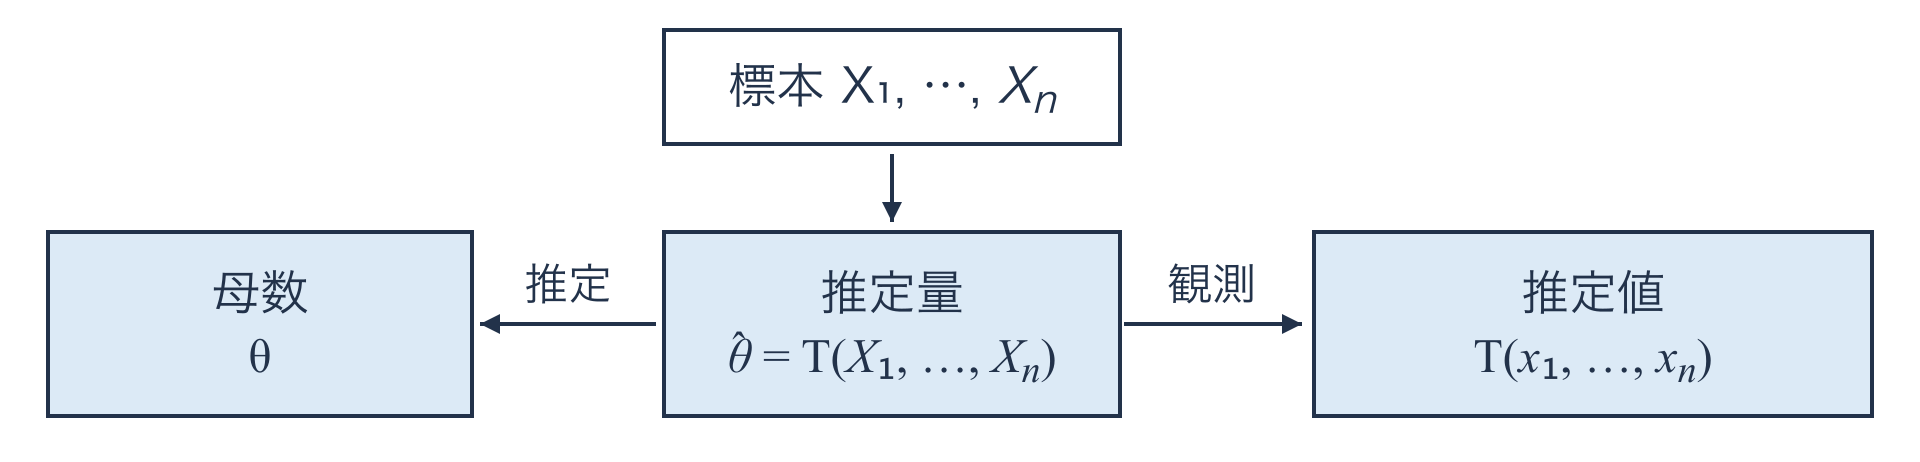 標本 X₁, …, Xₙ
母数
θ
推定
推定量
θ̂ = T(X₁, …, Xₙ)
観測
推定値
T(x₁, …, xₙ)